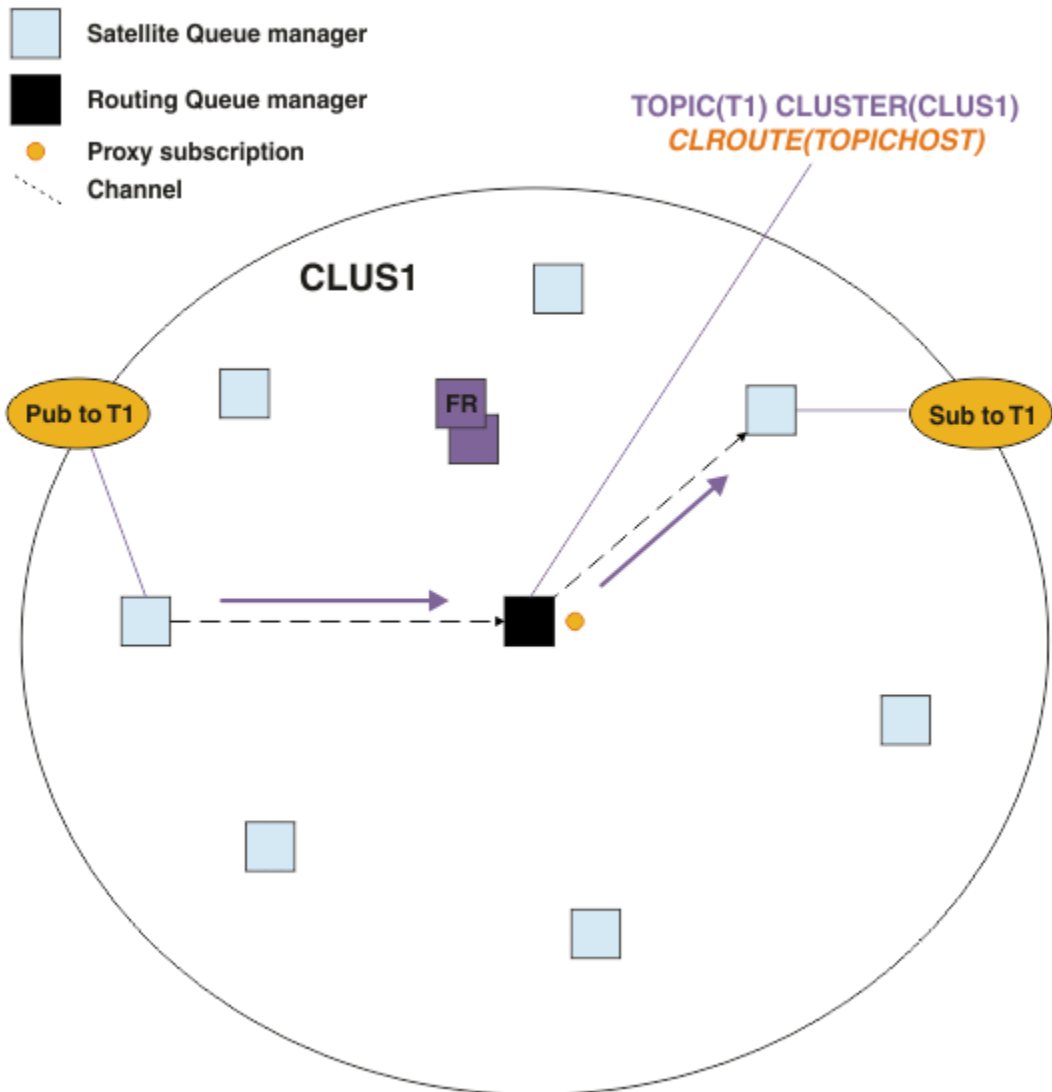 Satellite Queue manager
Routing Queue manager
Proxy subscription
Channel
TOPIC(T1) CLUSTER(CLUS1)
CLROUTE(TOPICHOST)
CLUS1
FR
Pub to T1
Sub to T1